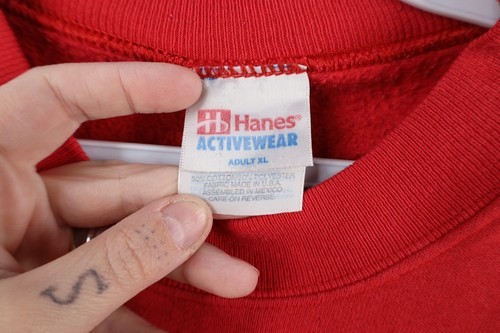 H Hanes®
ACTIVEWEAR
ADULT XL
50% COTTON 50% POLYESTER
FABRIC MADE IN U.S.A.
ASSEMBLED IN MEXICO
CARE ON REVERSE
S